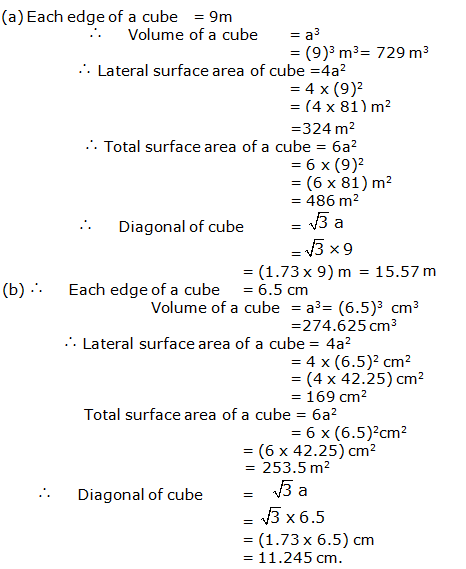 (a) Each edge of a cube = 9m
∴ Volume of a cube = a³
= (9)³ m³= 729 m³
∴ Lateral surface area of cube =4a²
= 4 x (9)²
= (4 x 81) m²
=324 m²
∴ Total surface area of a cube = 6a²
= 6 x (9)²
= (6 x 81) m²
= 486 m²
∴ Diagonal of cube = √3 a
= √3 × 9
= (1.73 x 9) m = 15.57 m
(b) ∴ Each edge of a cube = 6.5 cm
Volume of a cube = a³= (6.5)³ cm³
=274.625 cm³
∴ Lateral surface area of a cube = 4a²
= 4 x (6.5)² cm²
= (4 x 42.25) cm²
= 169 cm²
Total surface area of a cube = 6a²
= 6 x (6.5)²cm²
= (6 x 42.25) cm²
= 253.5 m²
∴ Diagonal of cube = √3 a
= √3 x 6.5
= (1.73 x 6.5) cm
= 11.245 cm.